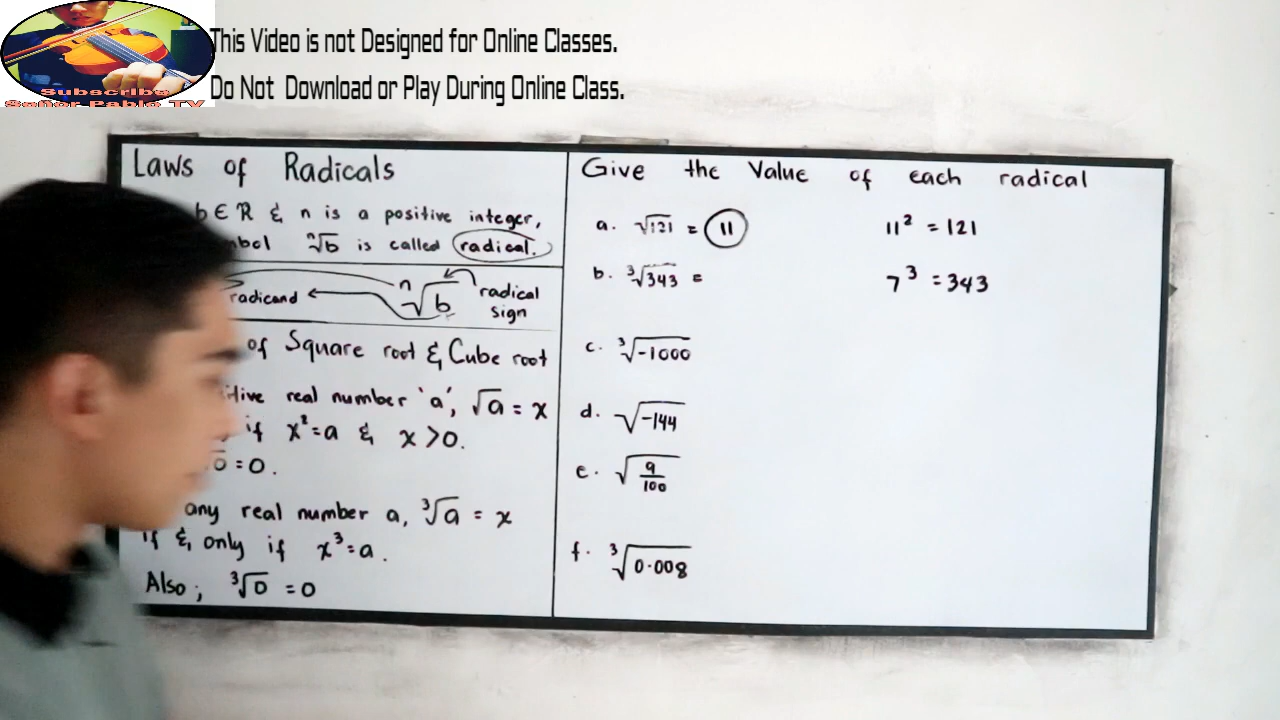 This Video is not Designed for Online Classes.
Do Not Download or Play During Online Class.
Subscribe
Señor Pablo TV
Laws of Radicals
b ∈ ℝ & n is a positive integer,
ⁿ√b is called radical.
radicand ⁿ√b radical
sign
of Square root & Cube root
real number 'a', √a = x
if x² = a & x > 0.
= 0.
any real number a, ³√a = x
if & only if x³ = a.
Also; ³√0 = 0
Give the Value of each radical
a. √121 = 11 11² = 121
b. ³√343 = 7³ = 343
c. ³√-1000
d. √-144
e. √9/100
f. ³√0.008